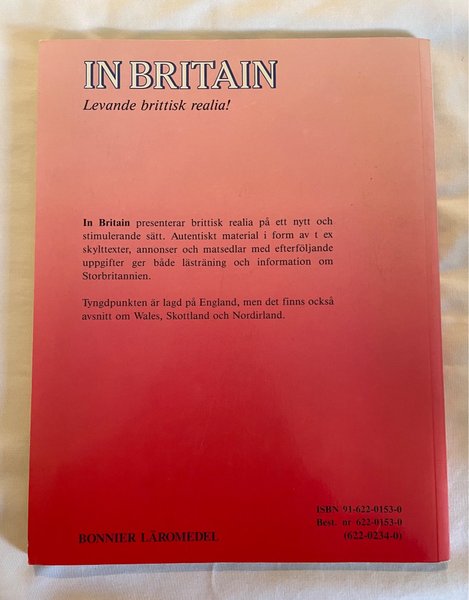 IN BRITAIN
Levande brittisk realia!
In Britain presenterar brittisk realia på ett nytt och
stimulerande sätt. Autentiskt material i form av t ex
skylttexter, annonser och matsedlar med efterföljande
uppgifter ger både lästräning och information om
Storbritannien.
Tyngdpunkten är lagd på England, men det finns också
avsnitt om Wales, Skottland och Nordirland.
ISBN 91-622-0153-0
Best. nr 622-0153-0
(622-0234-0)
BONNIER LÄROMEDEL